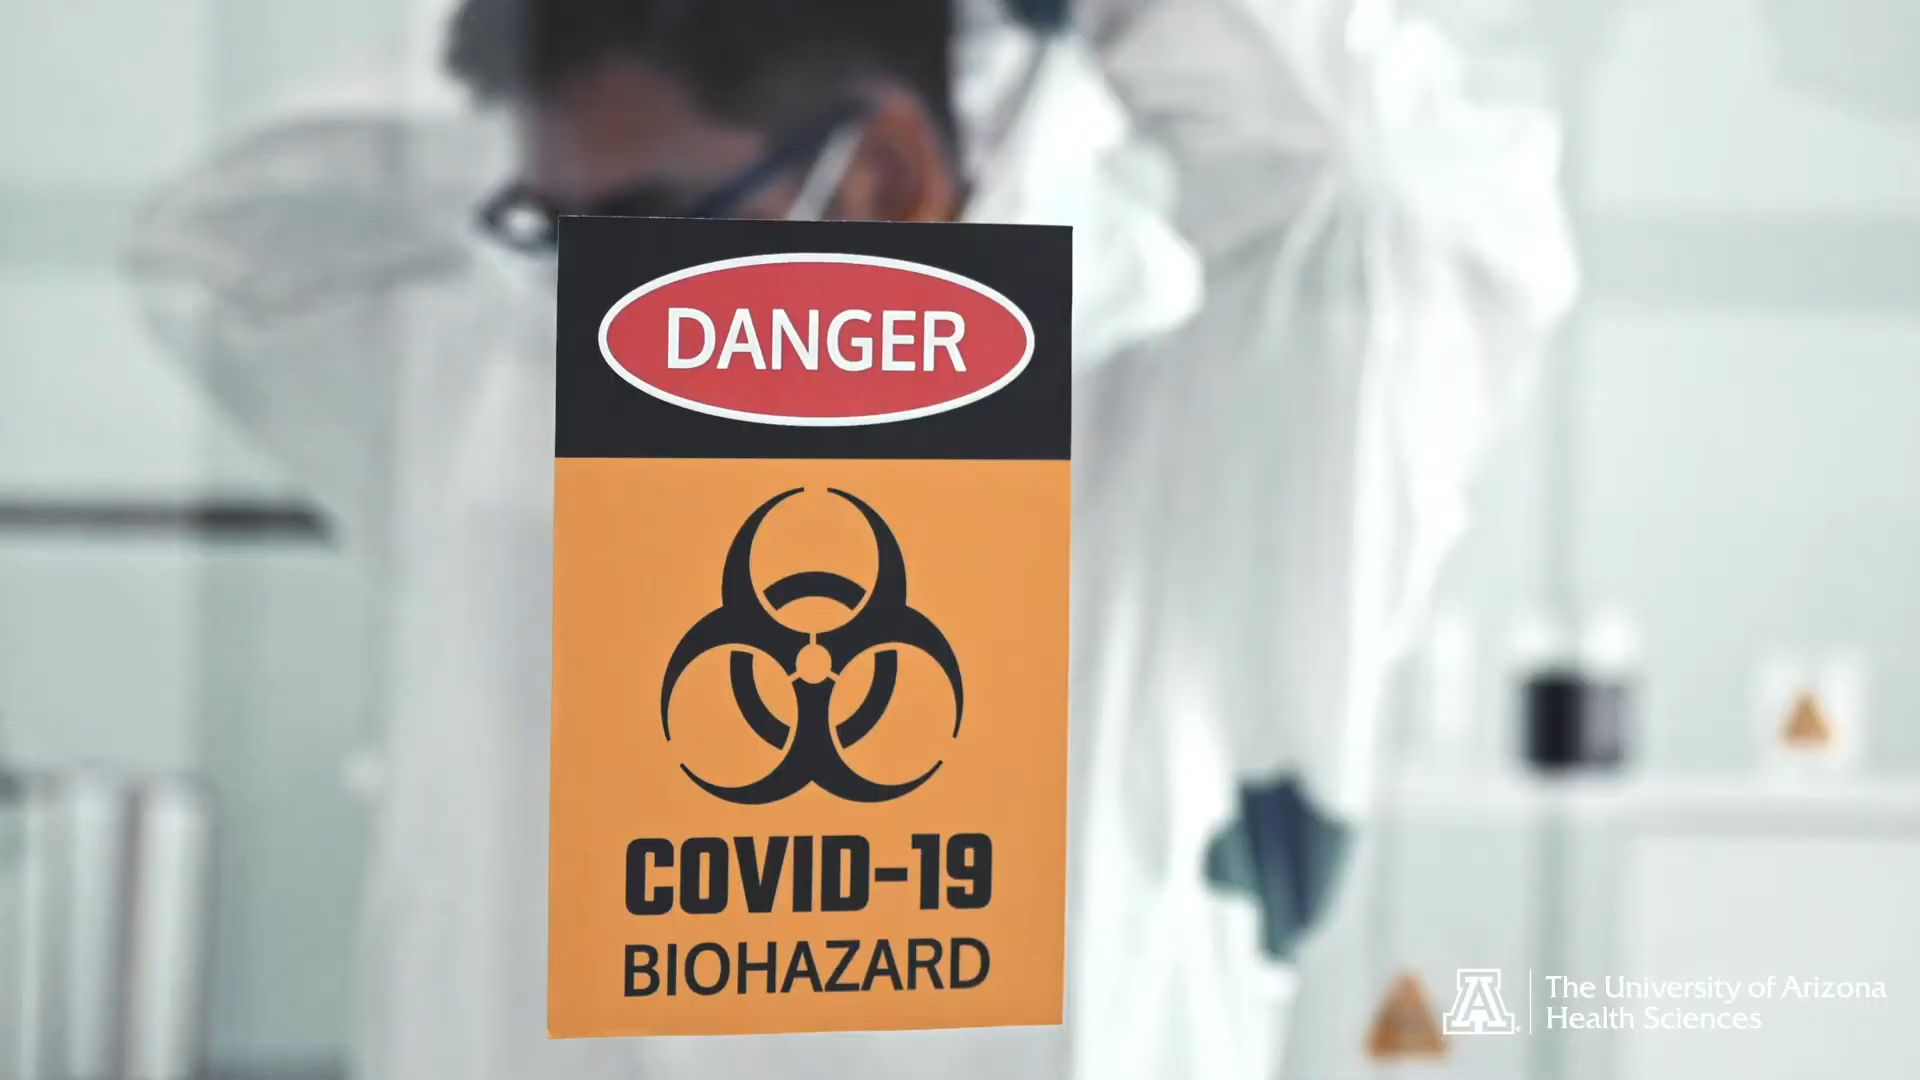 DANGER
COVID-19
BIOHAZARD
The University of Arizona
Health Sciences